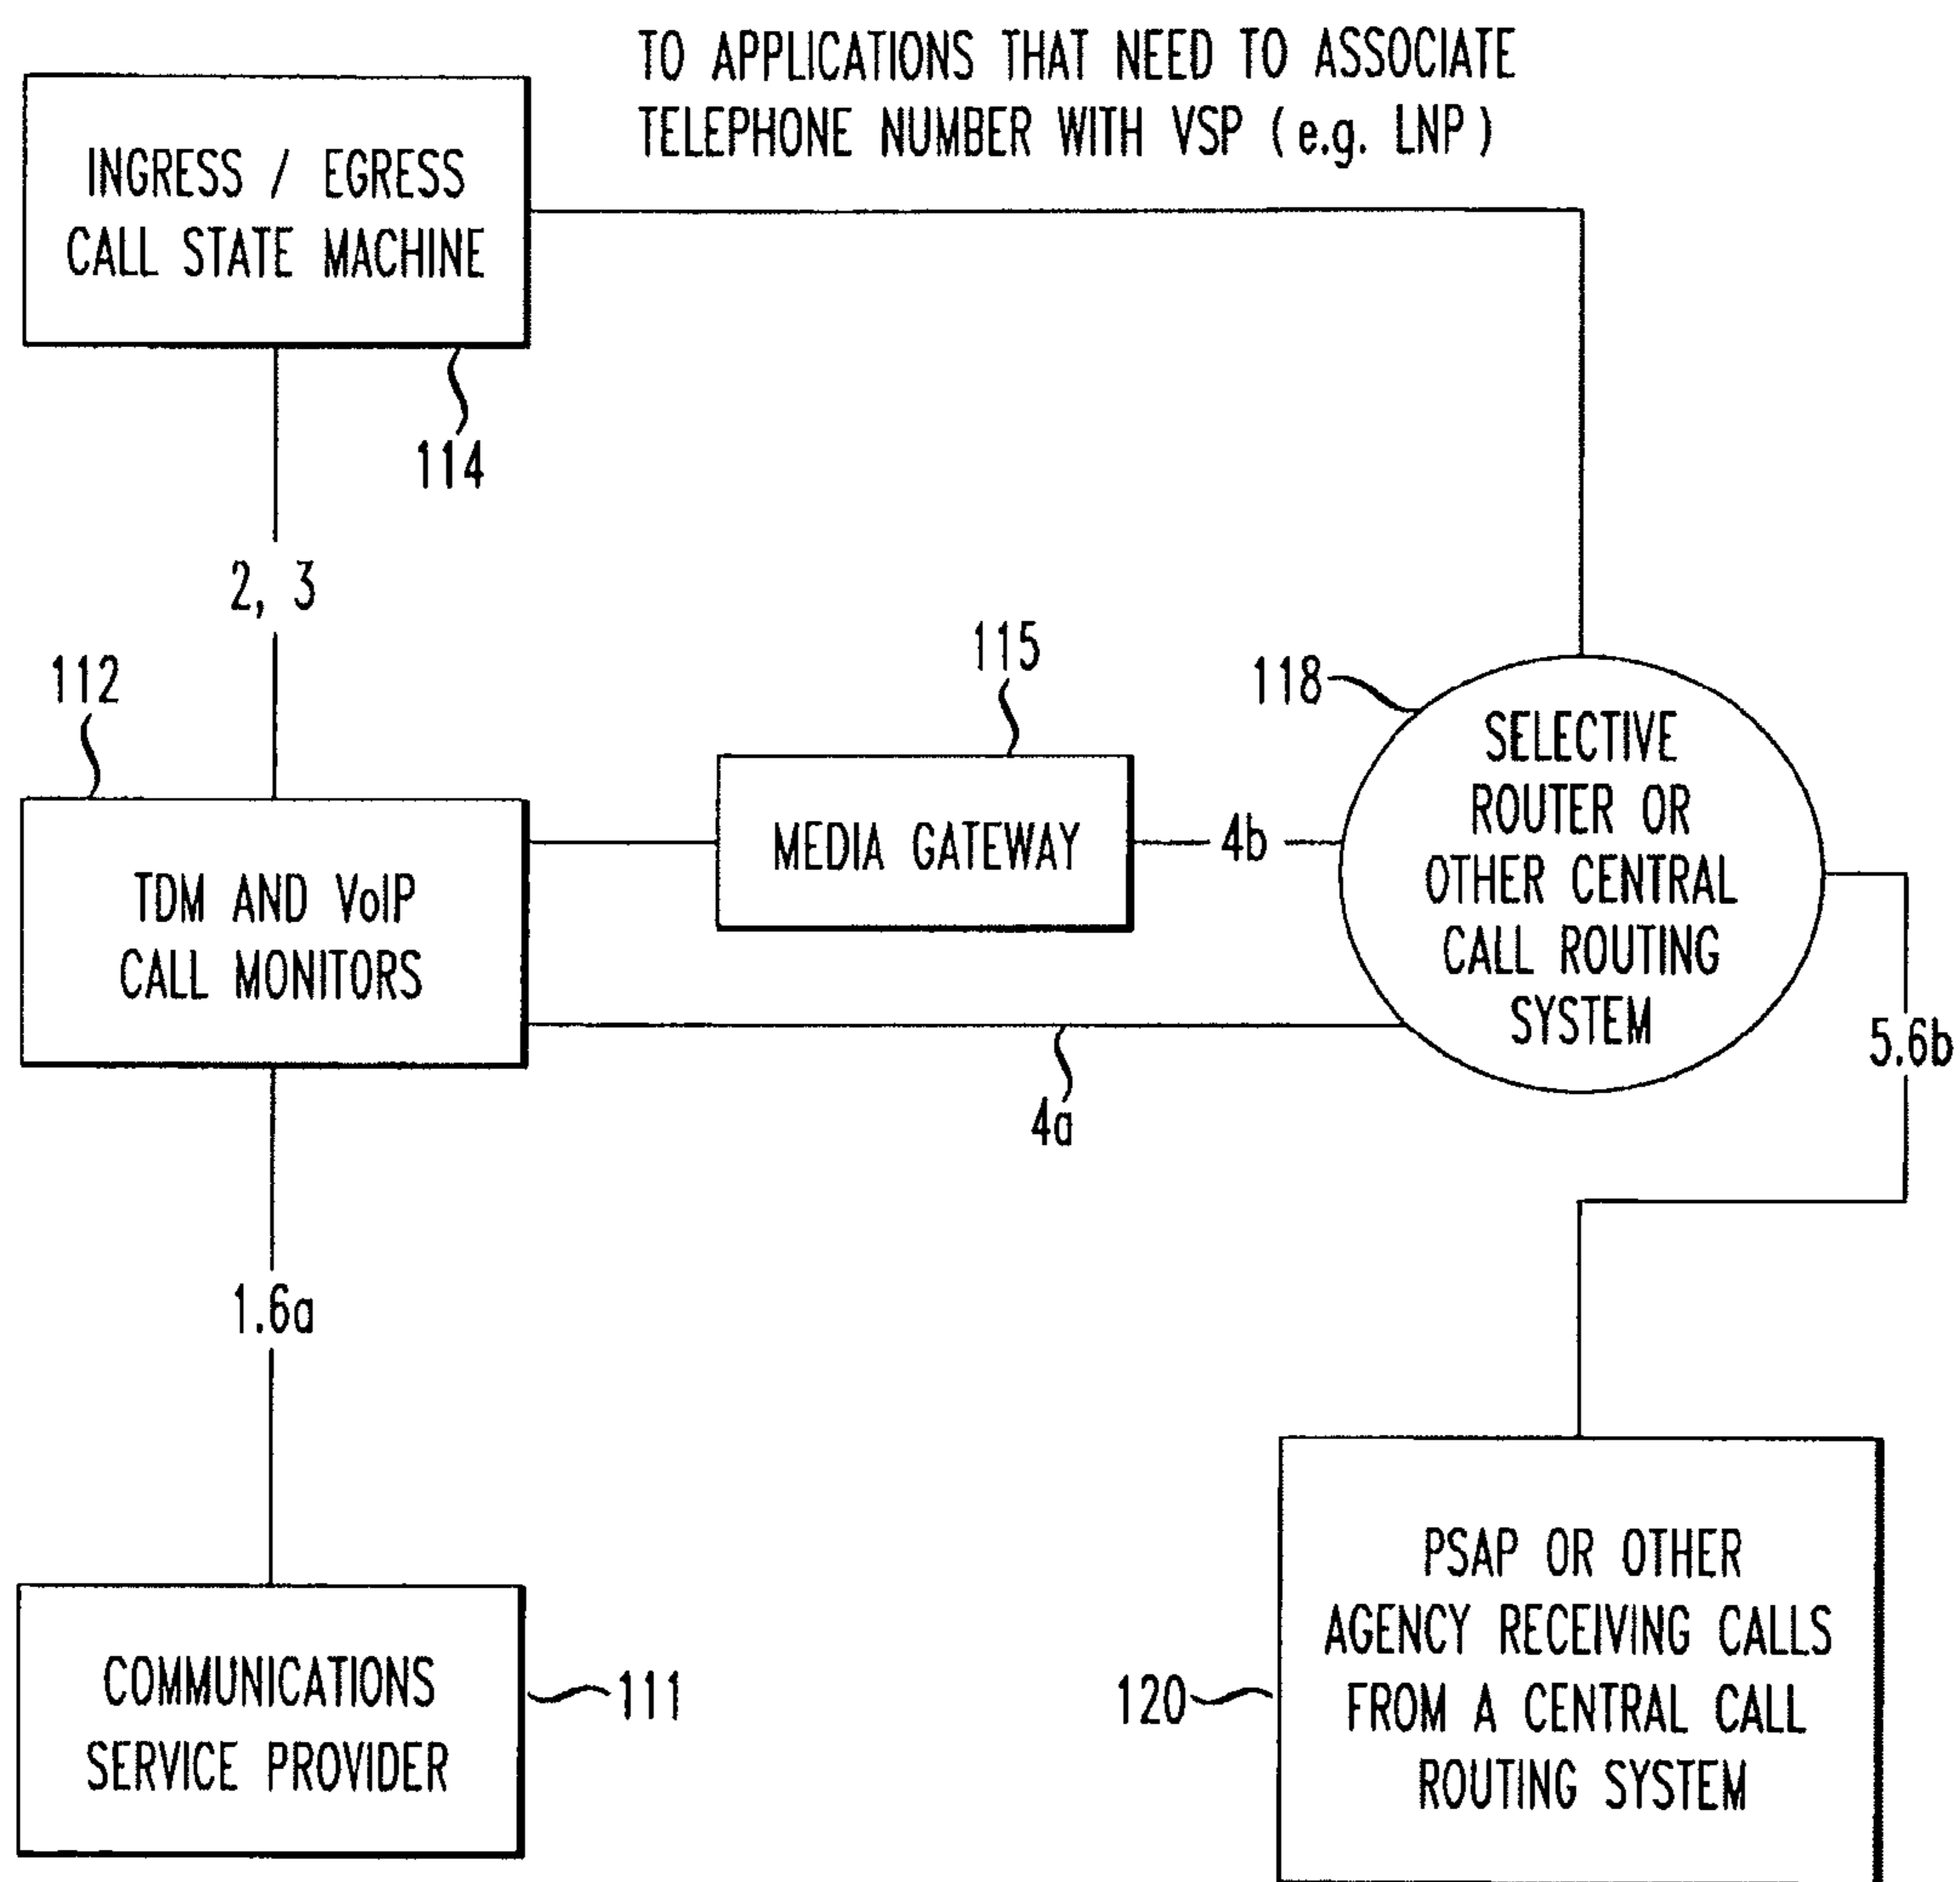 TO APPLICATIONS THAT NEED TO ASSOCIATE
TELEPHONE NUMBER WITH VSP (e.g. LNP)
INGRESS / EGRESS
CALL STATE MACHINE
114
2, 3
112
115
118
SELECTIVE
ROUTER OR
OTHER CENTRAL
CALL ROUTING
SYSTEM
MEDIA GATEWAY
4b
TDM AND VoIP
CALL MONITORS
4a
5.6b
1.6a
COMMUNICATIONS
SERVICE PROVIDER
111
120
PSAP OR OTHER
AGENCY RECEIVING CALLS
FROM A CENTRAL CALL
ROUTING SYSTEM